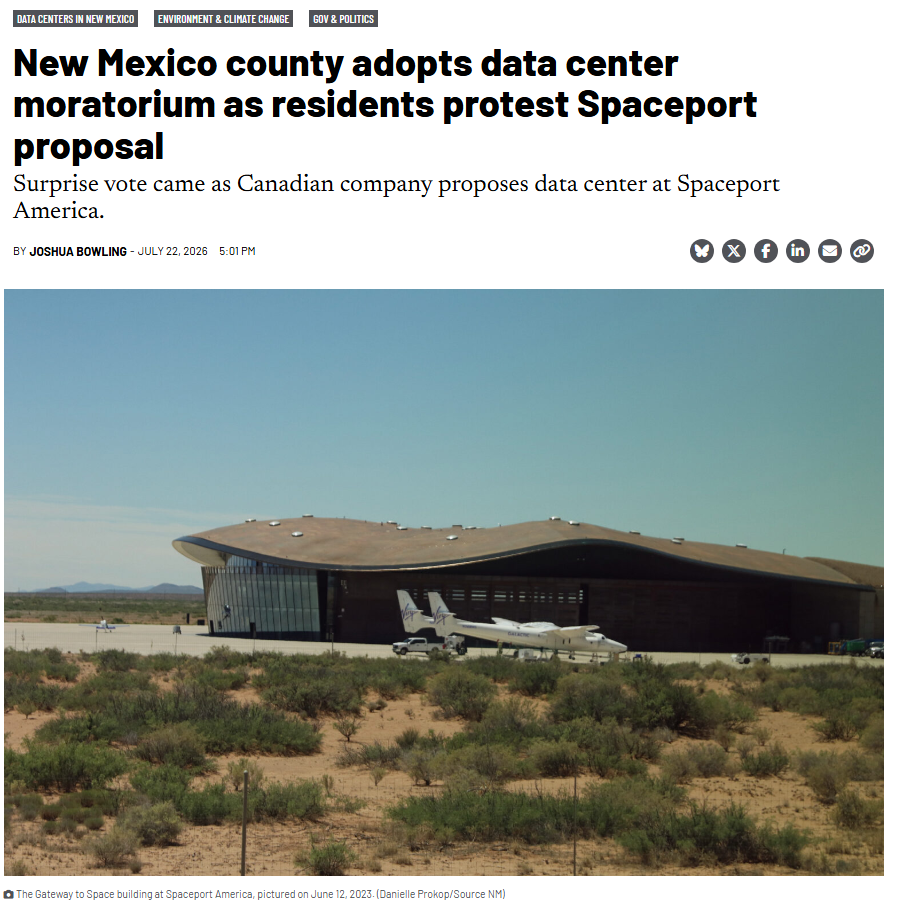 DATA CENTERS IN NEW MEXICO
ENVIRONMENT & CLIMATE CHANGE
GOV & POLITICS
New Mexico county adopts data center
moratorium as residents protest Spaceport
proposal
Surprise vote came as Canadian company proposes data center at Spaceport
America.
BY JOSHUA BOWLING - JULY 22, 2026 5:01 PM
The Gateway to Space building at Spaceport America, pictured on June 12, 2023. (Danielle Prokop/Source NM)